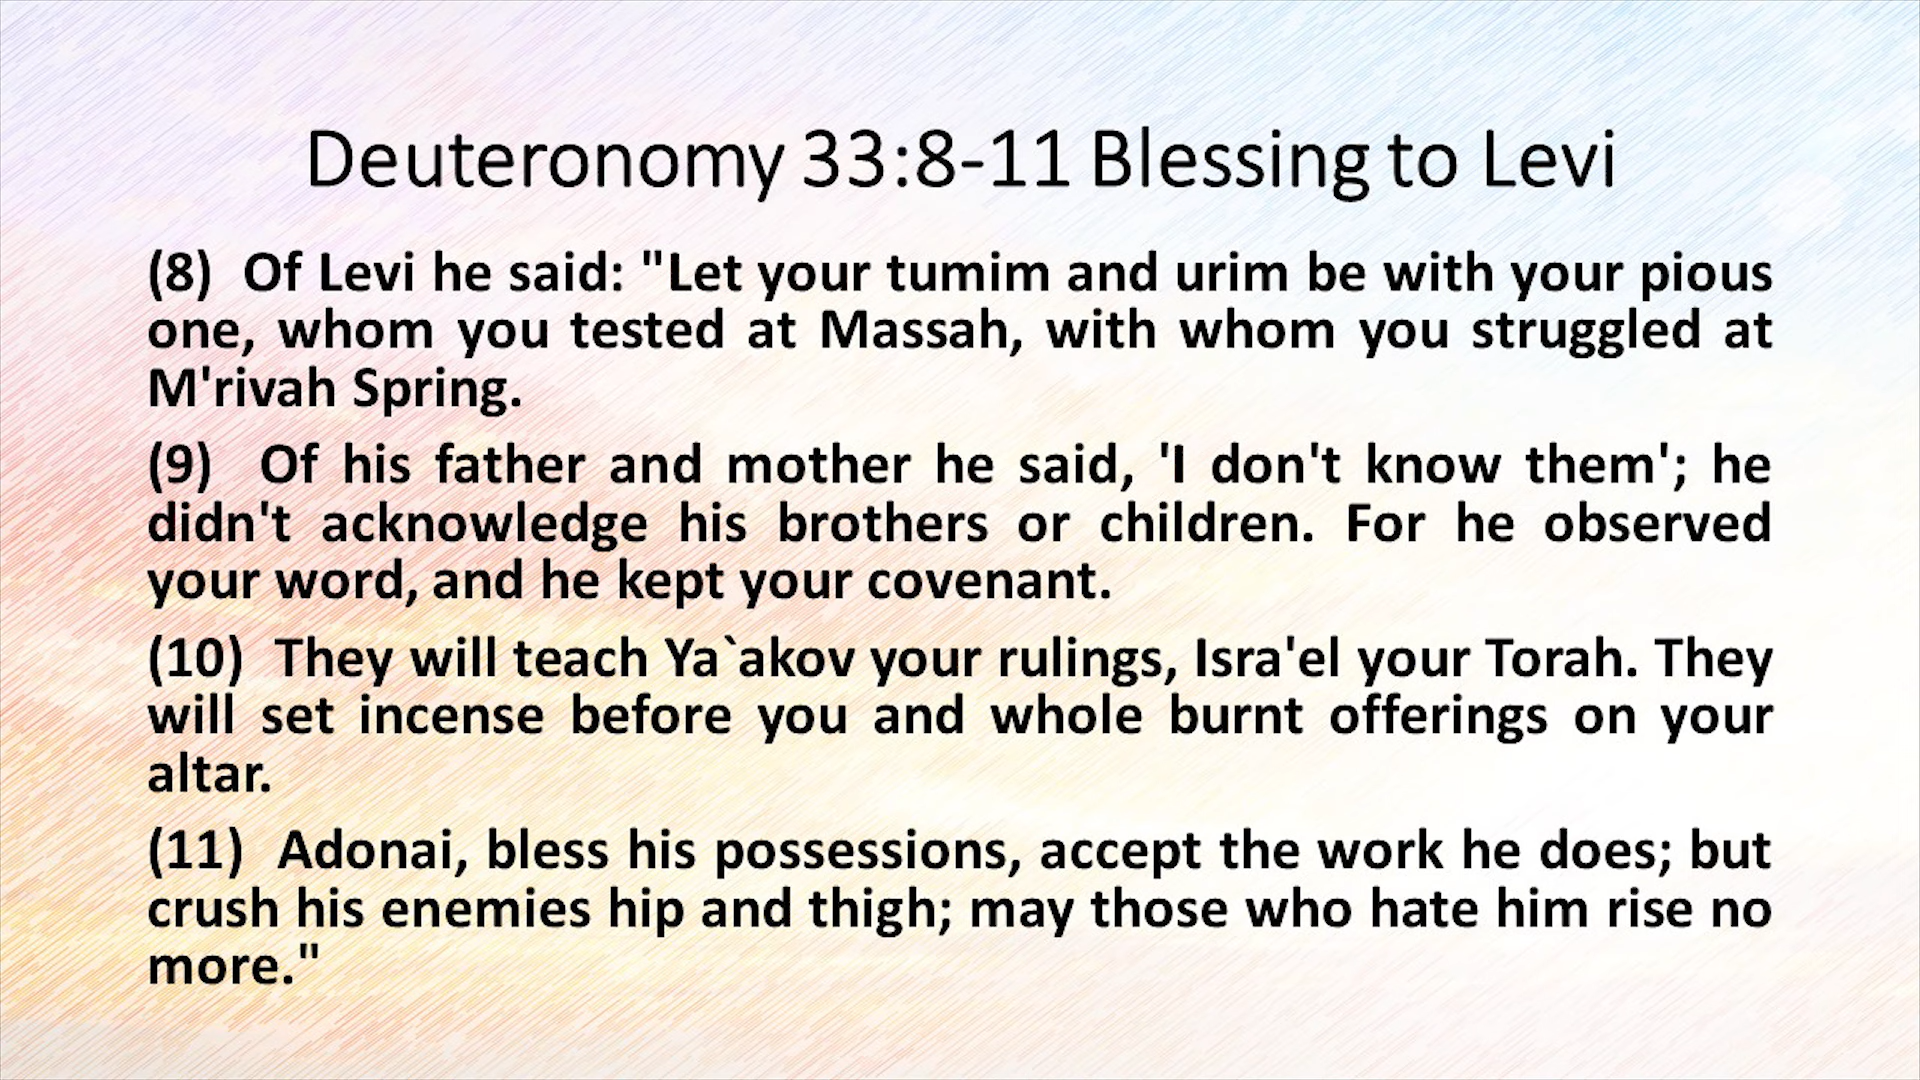 Deuteronomy 33:8-11 Blessing to Levi
(8) Of Levi he said: "Let your tumim and urim be with your pious
one, whom you tested at Massah, with whom you struggled at
M'rivah Spring.
(9) Of his father and mother he said, 'I don't know them'; he
didn't acknowledge his brothers or children. For he observed
your word, and he kept your covenant.
(10) They will teach Ya`akov your rulings, Isra'el your Torah. They
will set incense before you and whole burnt offerings on your
altar.
(11) Adonai, bless his possessions, accept the work he does; but
crush his enemies hip and thigh; may those who hate him rise no
more."